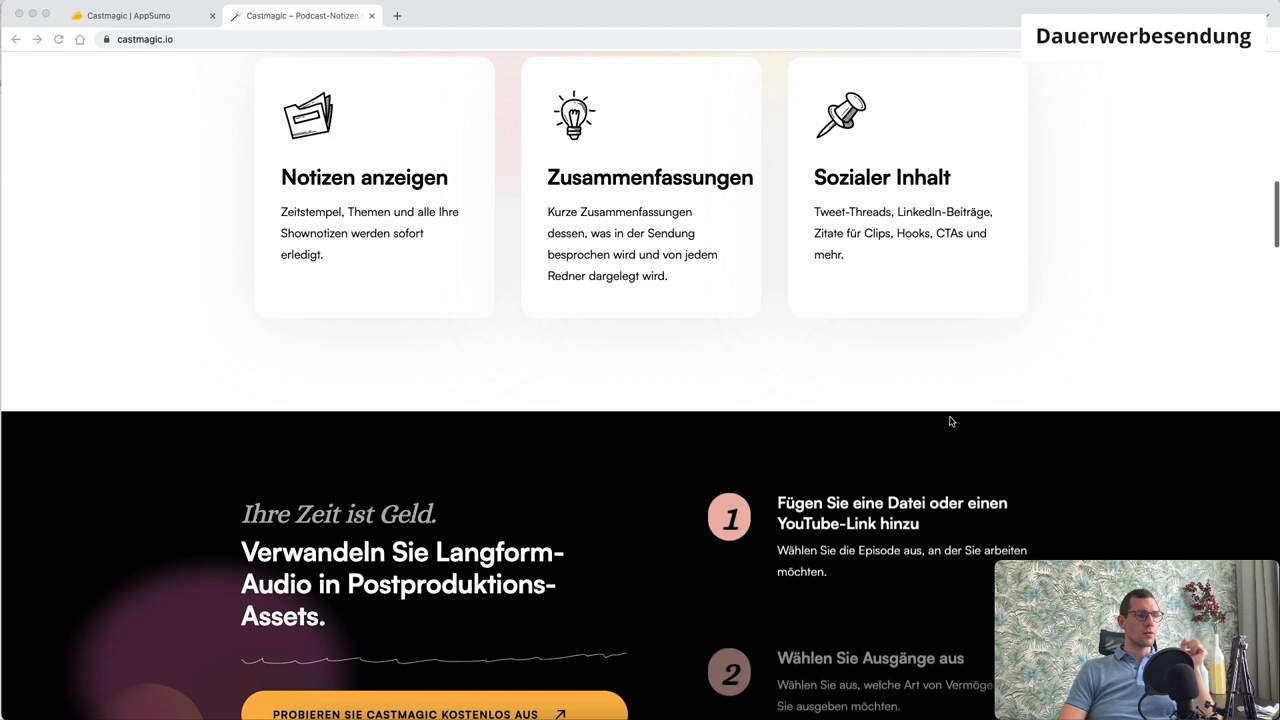 Castmagic | AppSumo
Castmagic – Podcast-Notizen
castmagic.io
Dauerwerbesendung
Notizen anzeigen
Zeitstempel, Themen und alle Ihre
Shownotizen werden sofort
erledigt.
Zusammenfassungen
Kurze Zusammenfassungen
dessen, was in der Sendung
besprochen wird und von jedem
Redner dargelegt wird.
Sozialer Inhalt
Tweet-Threads, LinkedIn-Beiträge,
Zitate für Clips, Hooks, CTAs und
mehr.
Ihre Zeit ist Geld.
Verwandeln Sie Langform-
Audio in Postproduktions-
Assets.
PROBIEREN SIE CASTMAGIC KOSTENLOS AUS
1
Fügen Sie eine Datei oder einen
YouTube-Link hinzu
Wählen Sie die Episode aus, an der Sie arbeiten
möchten.
2
Wählen Sie Ausgänge aus
Wählen Sie aus, welche Art von Vermöge
Sie ausgeben möchten.